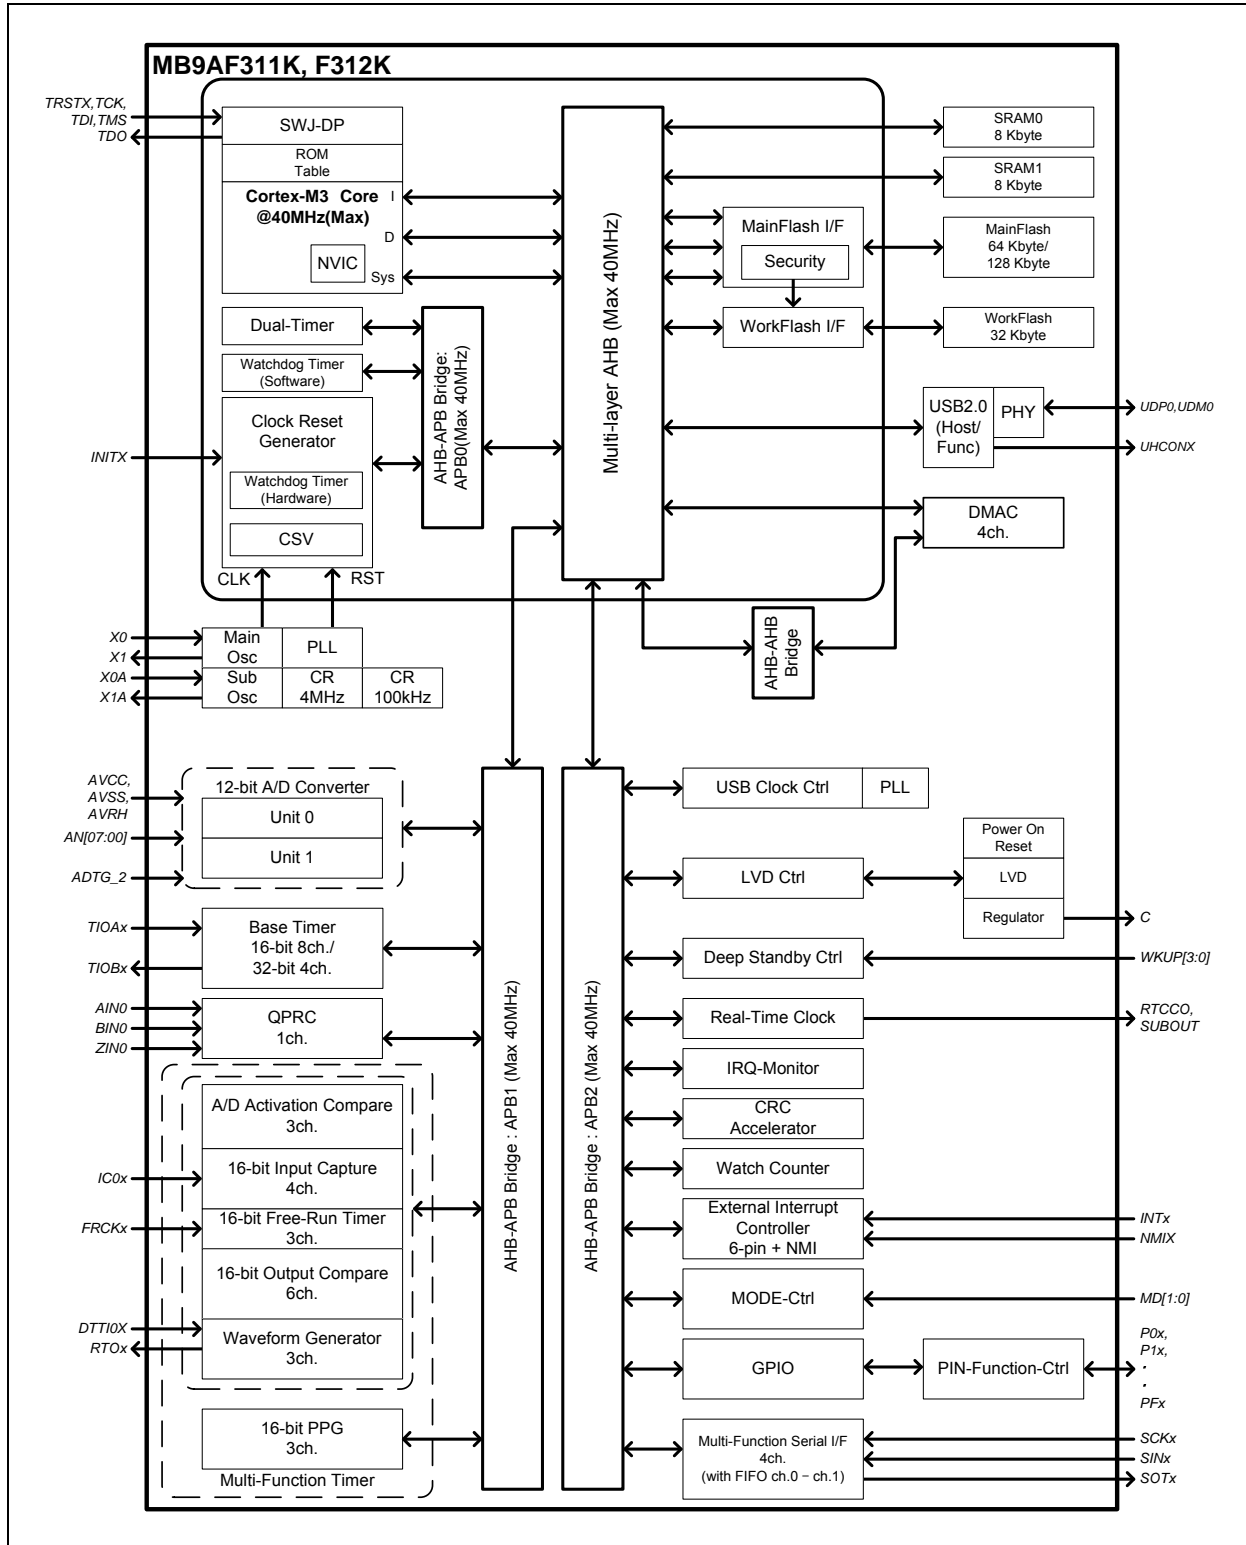 MB9AF311K, F312K
TRSTX,TCK,
TDI,TMS
TDO
SWJ-DP
ROM
Table
Cortex-M3 Core
@40MHz(Max)
I
D
Sys
NVIC
Dual-Timer
Watchdog Timer
(Software)
Clock Reset
Generator
Watchdog Timer
(Hardware)
CSV
CLK
RST
INITX
AHB-APB Bridge:
APB0(Max 40MHz)
Multi-layer AHB (Max 40MHz)
SRAM0
8 Kbyte
SRAM1
8 Kbyte
MainFlash I/F
Security
MainFlash
64 Kbyte/
128 Kbyte
WorkFlash I/F
WorkFlash
32 Kbyte
USB2.0
(Host/
Func)
PHY
UDP0,UDM0
UHCONX
DMAC
4ch.
AHB-AHB
Bridge
X0
X1
X0A
X1A
Main
Osc
PLL
Sub
Osc
CR
4MHz
CR
100kHz
AVCC,
AVSS,
AVRH
AN[07:00]
ADTG_2
12-bit A/D Converter
Unit 0
Unit 1
TIOAx
TIOBx
Base Timer
16-bit 8ch./
32-bit 4ch.
AIN0
BIN0
ZIN0
QPRC
1ch.
A/D Activation Compare
3ch.
IC0x
16-bit Input Capture
4ch.
FRCKx
16-bit Free-Run Timer
3ch.
16-bit Output Compare
6ch.
DTTI0X
RTOx
Waveform Generator
3ch.
16-bit PPG
3ch.
Multi-Function Timer
AHB-APB Bridge : APB1 (Max 40MHz)
AHB-APB Bridge : APB2 (Max 40MHz)
USB Clock Ctrl
PLL
LVD Ctrl
Power On
Reset
LVD
Regulator
C
Deep Standby Ctrl
WKUP[3:0]
Real-Time Clock
RTCCO,
SUBOUT
IRQ-Monitor
CRC
Accelerator
Watch Counter
External Interrupt
Controller
6-pin + NMI
INTx
NMIX
MODE-Ctrl
MD[1:0]
GPIO
PIN-Function-Ctrl
P0x,
P1x,
.
.
PFx
Multi-Function Serial I/F
4ch.
(with FIFO ch.0 – ch.1)
SCKx
SINx
SOTx